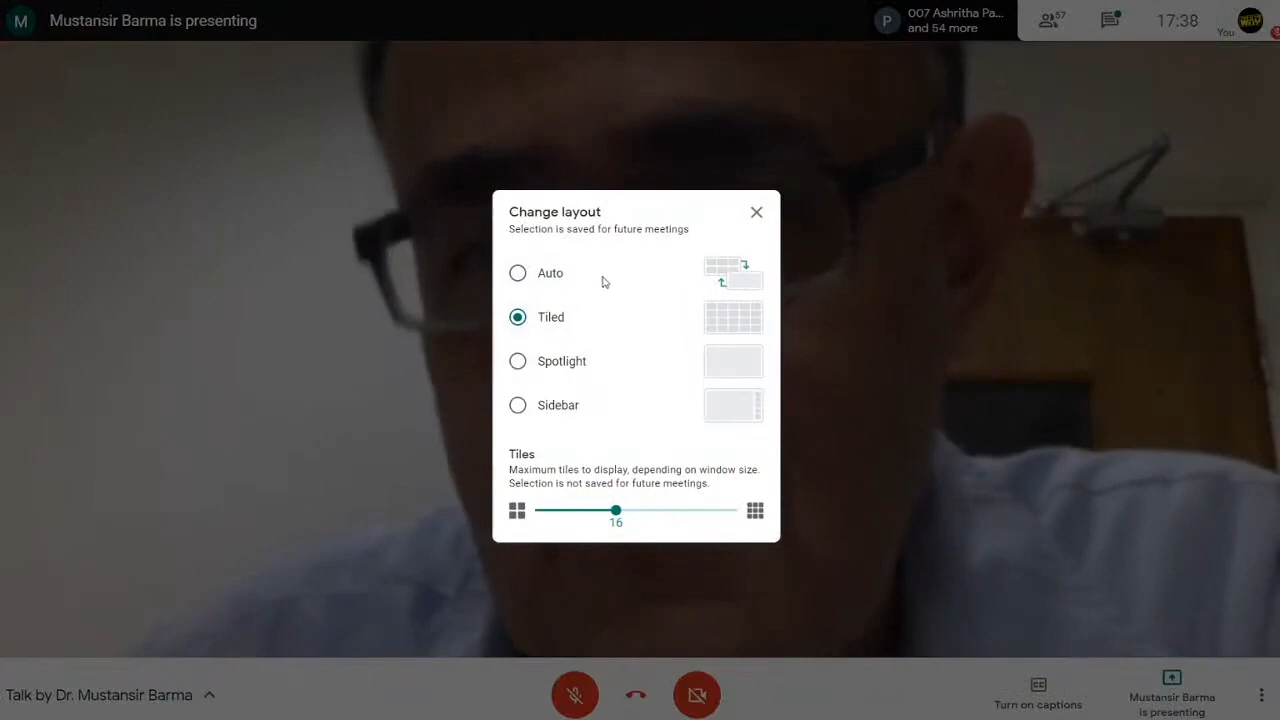 M
Mustansir Barma is presenting
P
007 Ashritha Pa...
and 54 more
57
17:38
You
Change layout
Selection is saved for future meetings
Auto
Tiled
Spotlight
Sidebar
Tiles
Maximum tiles to display, depending on window size.
Selection is not saved for future meetings.
16
Talk by Dr. Mustansir Barma
CC
Turn on captions
Mustansir Barma
is presenting